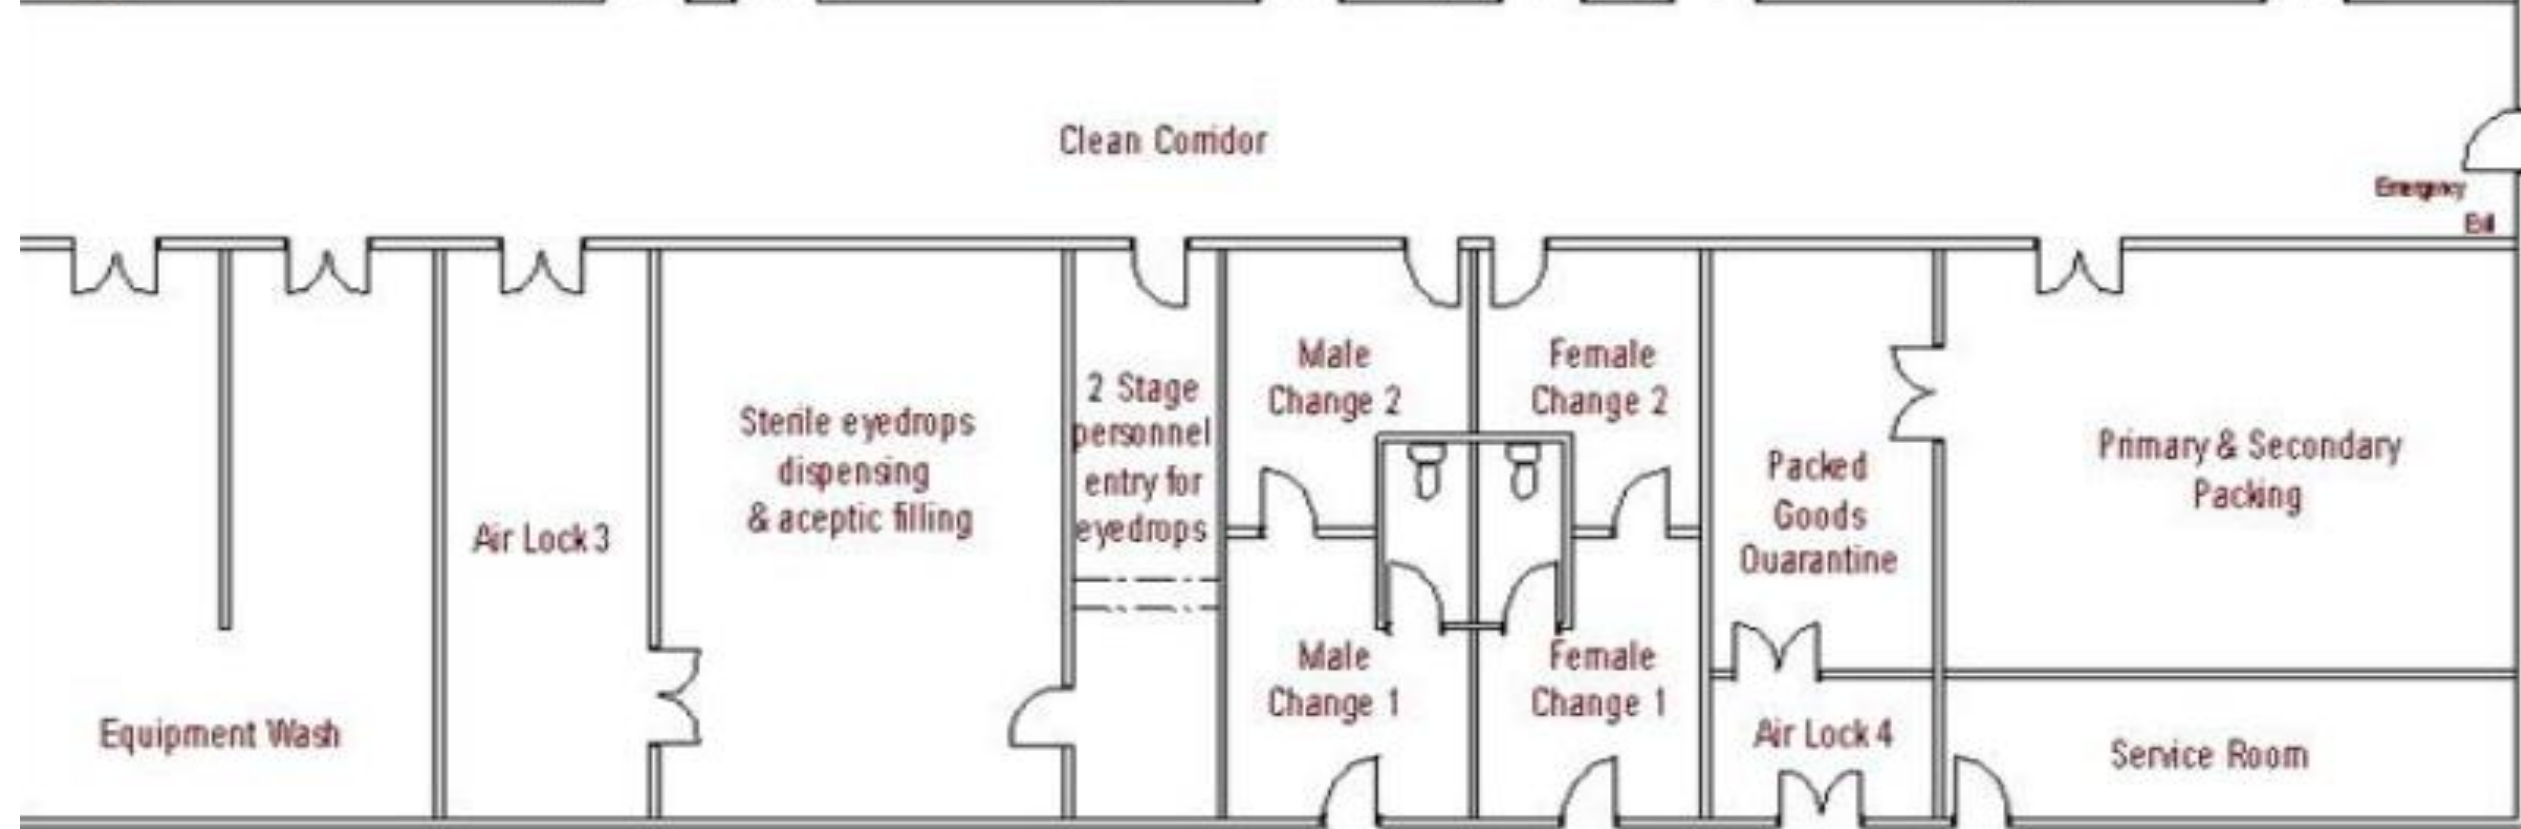 Clean Corridor
Emergency
Exit
Male
Change 2
Female
Change 2
2 Stage
personnel
entry for
eyedrops
Sterile eyedrops
dispensing
& aceptic filling
Primary & Secondary
Packing
Packed
Goods
Quarantine
Air Lock 3
Male
Change 1
Female
Change 1
Equipment Wash
Air Lock 4
Service Room